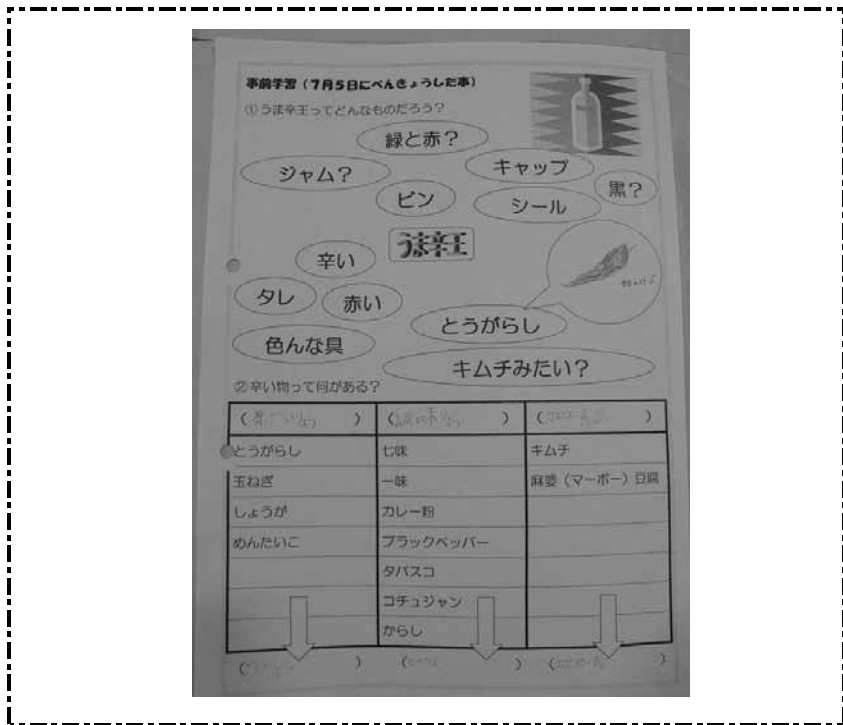 事前学習（7月5日にべんきょうした事）
①うま辛王ってどんなものだろう？
緑と赤？
ジャム？
キャップ
黒？
ビン
シール
うま辛王
辛い
タレ
赤い
とうがらし
色んな具
キムチみたい？
②辛い物って何がある？
とうがらし 七味 キムチ
玉ねぎ 一味 麻婆（マーボー）豆腐
しょうが カレー粉
めんたいこ ブラックペッパー
タバスコ
コチュジャン
からし